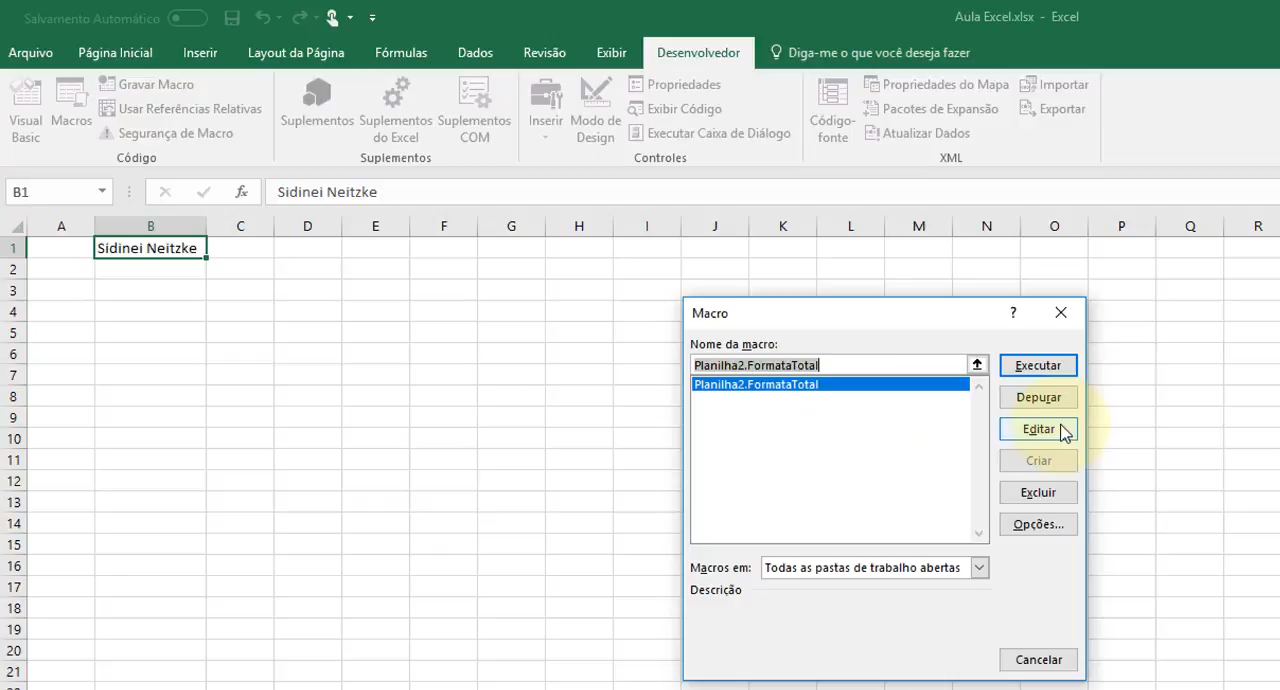 Salvamento Automático
Aula Excel.xlsx - Excel
Arquivo Página Inicial Inserir Layout da Página Fórmulas Dados Revisão Exibir Desenvolvedor Diga-me o que você deseja fazer
Visual Basic
Macros
Gravar Macro
Usar Referências Relativas
Segurança de Macro
Código
Suplementos
Suplementos do Excel
Suplementos COM
Suplementos
Inserir
Modo de Design
Propriedades
Exibir Código
Executar Caixa de Diálogo
Controles
Código-fonte
Propriedades do Mapa
Pacotes de Expansão
Atualizar Dados
Importar
Exportar
XML
B1
fx
Sidinei Neitzke
A B C D E F G H I J K L M N O P Q R
1 Sidinei Neitzke
2
3
4
5
6
7
8
9
10
11
12
13
14
15
16
17
18
19
20
21
Macro ?
Nome da macro:
Planilha2.FormataTotal
Planilha2.FormataTotal
Executar
Depurar
Editar
Criar
Excluir
Opções...
Macros em: Todas as pastas de trabalho abertas
Descrição
Cancelar